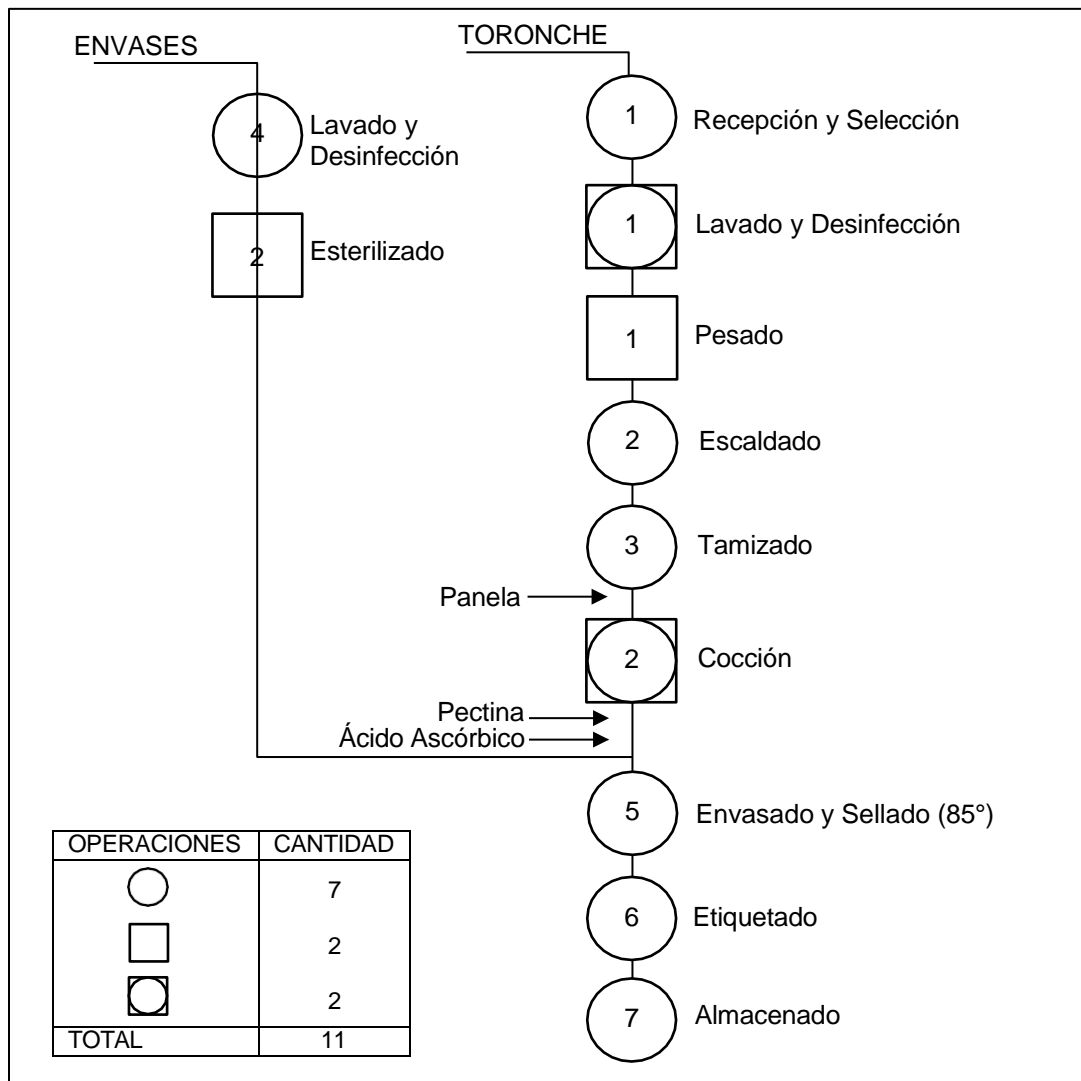 ENVASES
4
Lavado y
Desinfección
2
Esterilizado
TORONCHE
1
Recepción y Selección
1
Lavado y Desinfección
1
Pesado
2
Escaldado
3
Tamizado
Panela
2
Cocción
Pectina
Ácido Ascórbico
5
Envasado y Sellado (85°)
6
Etiquetado
7
Almacenado
OPERACIONES CANTIDAD
7
2
2
TOTAL 11